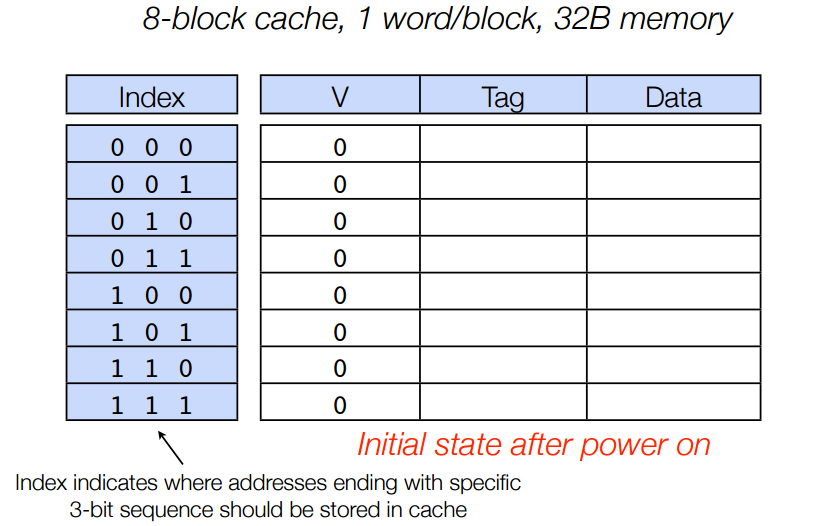 8-block cache, 1 word/block, 32B memory
Index V Tag Data
0 0 0 0
0 0 1 0
0 1 0 0
0 1 1 0
1 0 0 0
1 0 1 0
1 1 0 0
1 1 1 0
Initial state after power on
Index indicates where addresses ending with specific
3-bit sequence should be stored in cache